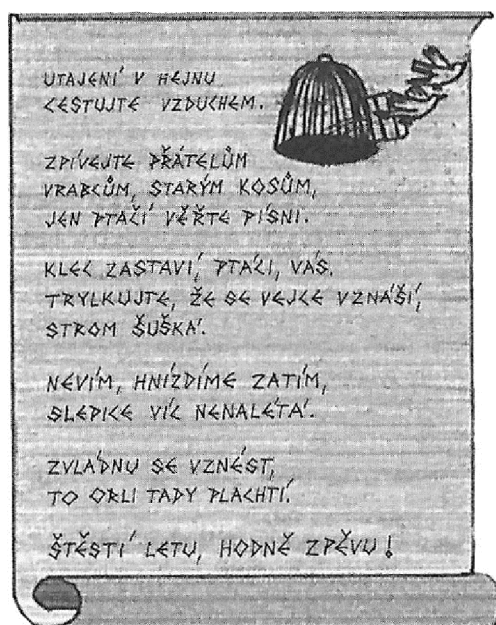 UTAJENÍ V HEJNU
CESTUJTE VZDUCHEM.
ZPÍVEJTE PŘÁTELŮM
VRABCŮM, STARÝM KOSŮM,
JEN PTAČÍ VĚŘTE PÍSNI.
KLEC ZASTAVÍ, PTÁCI, VÁS.
TRYLKUJTE, ŽE SE VEJCE VZNÁŠÍ,
STROM ŠUŠKÁ.
NEVÍM, HNÍZDÍME ZATÍM,
SLEPICE VÍC NENALÉTÁ.
ZVLÁDNU SE VZNÉST,
TO ORLI TADY PLACHTÍ.
ŠTĚSTÍ LETU, HODNĚ ZPĚVU!